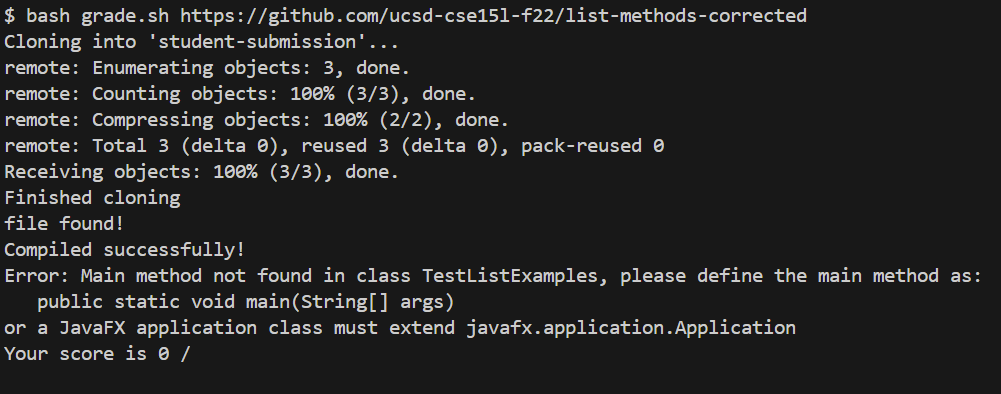 $ bash grade.sh https://github.com/ucsd-cse15l-f22/list-methods-corrected
Cloning into 'student-submission'...
remote: Enumerating objects: 3, done.
remote: Counting objects: 100% (3/3), done.
remote: Compressing objects: 100% (2/2), done.
remote: Total 3 (delta 0), reused 3 (delta 0), pack-reused 0
Receiving objects: 100% (3/3), done.
Finished cloning
file found!
Compiled successfully!
Error: Main method not found in class TestListExamples, please define the main method as:
   public static void main(String[] args)
or a JavaFX application class must extend javafx.application.Application
Your score is 0 /